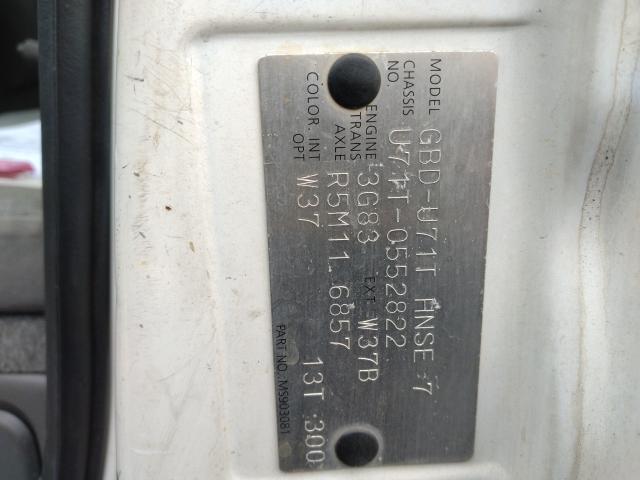 MODEL GBD-U71T HNSE 7
CHASSIS NO. U71T-0552822
ENGINE 3G83 EXT W37B
TRANS AXLE R5M11 6857
COLOR. INT OPT W37 13T 300
PART NO. MS903081